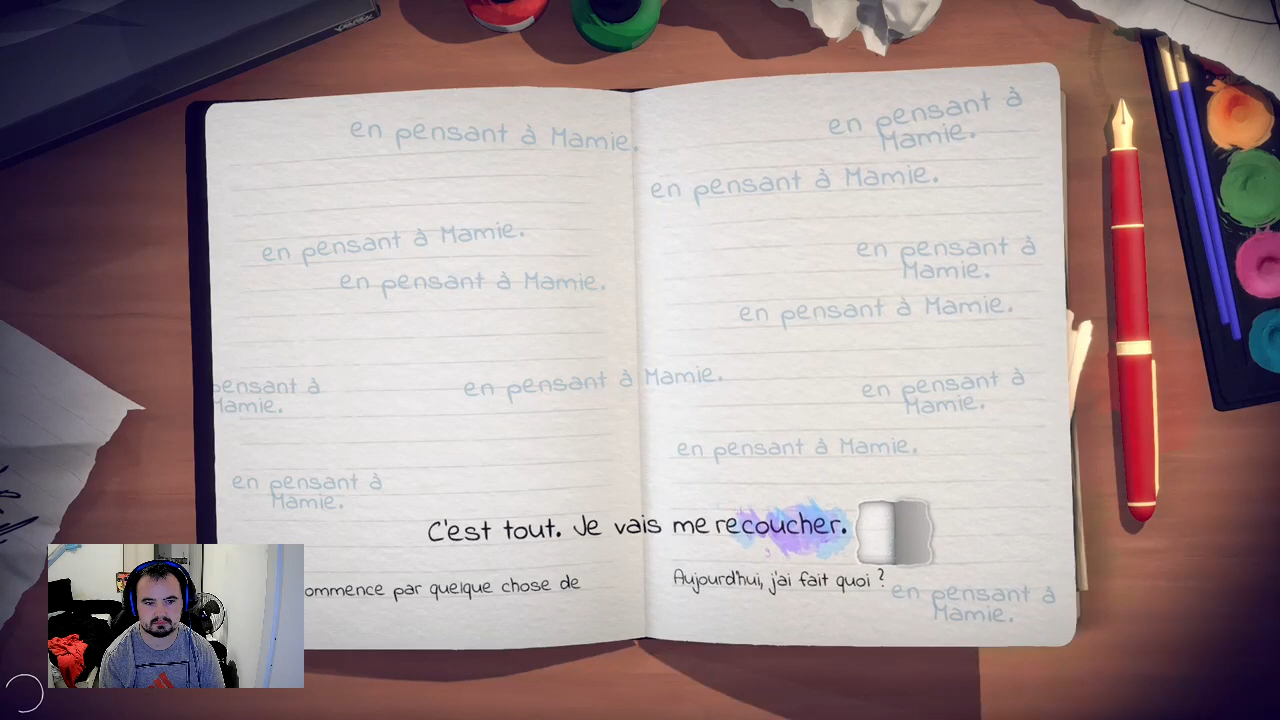 en pensant à Mamie.
en pensant à Mamie.
en pensant à Mamie.
pensant à
Mamie.
en pensant à Mamie.
en pensant à
Mamie.
en pensant à
Mamie.
en pensant à Mamie.
en pensant à
Mamie.
en pensant à Mamie.
en pensant à
Mamie.
en pensant à Mamie.
C'est tout. Je vais me recoucher.
ommence par quelque chose de
Aujourd'hui, j'ai fait quoi ?
en pensant à
Mamie.